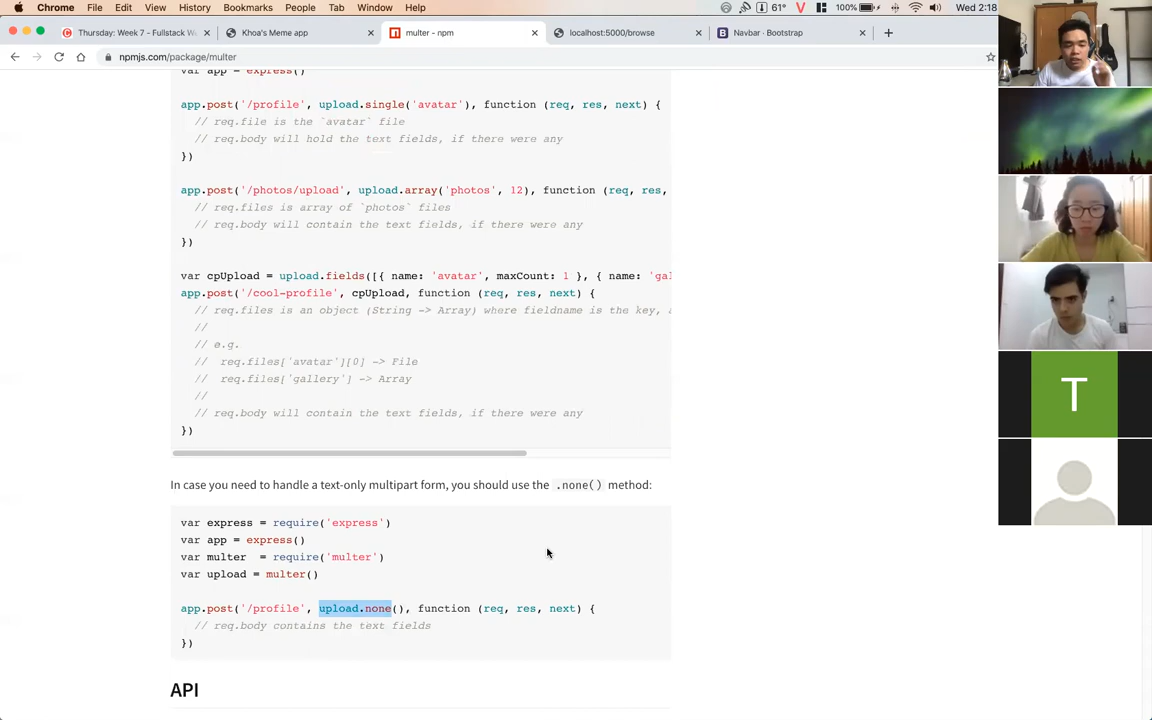 Chrome File Edit View History Bookmarks People Tab Window Help 61° 100% Wed 2:18
Thursday: Week 7 - Fullstack W Khoa's Meme app multer - npm localhost:5000/browse Navbar · Bootstrap
npmjs.com/package/multer
var app = express()
app.post('/profile', upload.single('avatar'), function (req, res, next) {
// req.file is the `avatar` file
// req.body will hold the text fields, if there were any
})
app.post('/photos/upload', upload.array('photos', 12), function (req, res,
// req.files is array of `photos` files
// req.body will contain the text fields, if there were any
})
var cpUpload = upload.fields([{ name: 'avatar', maxCount: 1 }, { name: 'gal
app.post('/cool-profile', cpUpload, function (req, res, next) {
// req.files is an object (String -> Array) where fieldname is the key, a
//
// e.g.
// req.files['avatar'][0] -> File
// req.files['gallery'] -> Array
//
// req.body will contain the text fields, if there were any
})
In case you need to handle a text-only multipart form, you should use the .none() method:
var express = require('express')
var app = express()
var multer = require('multer')
var upload = multer()
app.post('/profile', upload.none(), function (req, res, next) {
// req.body contains the text fields
})
API
T